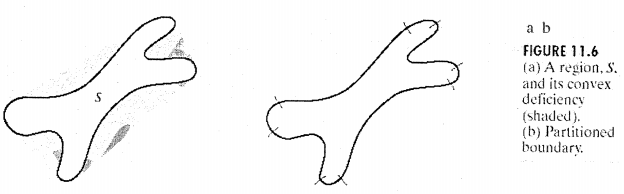 S
a b
FIGURE 11.6
(a) A region, S,
and its convex
deficiency
(shaded).
(b) Partitioned
boundary.